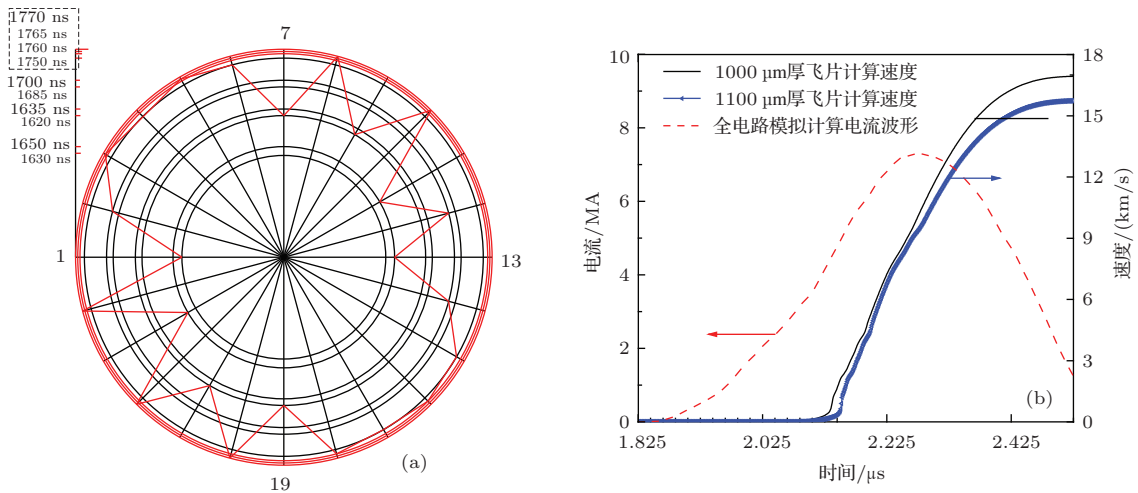 1770 ns
1765 ns
1760 ns
1750 ns
1700 ns
1685 ns
1635 ns
1620 ns
1650 ns
1630 ns
7
1
13
19
(a)
10
8
6
4
2
0
电流/MA
18
15
12
9
6
3
0
速度/(km/s)
1000 μm厚飞片计算速度
1100 μm厚飞片计算速度
全电路模拟计算电流波形
(b)
1.825
2.025
2.225
2.425
时间/μs